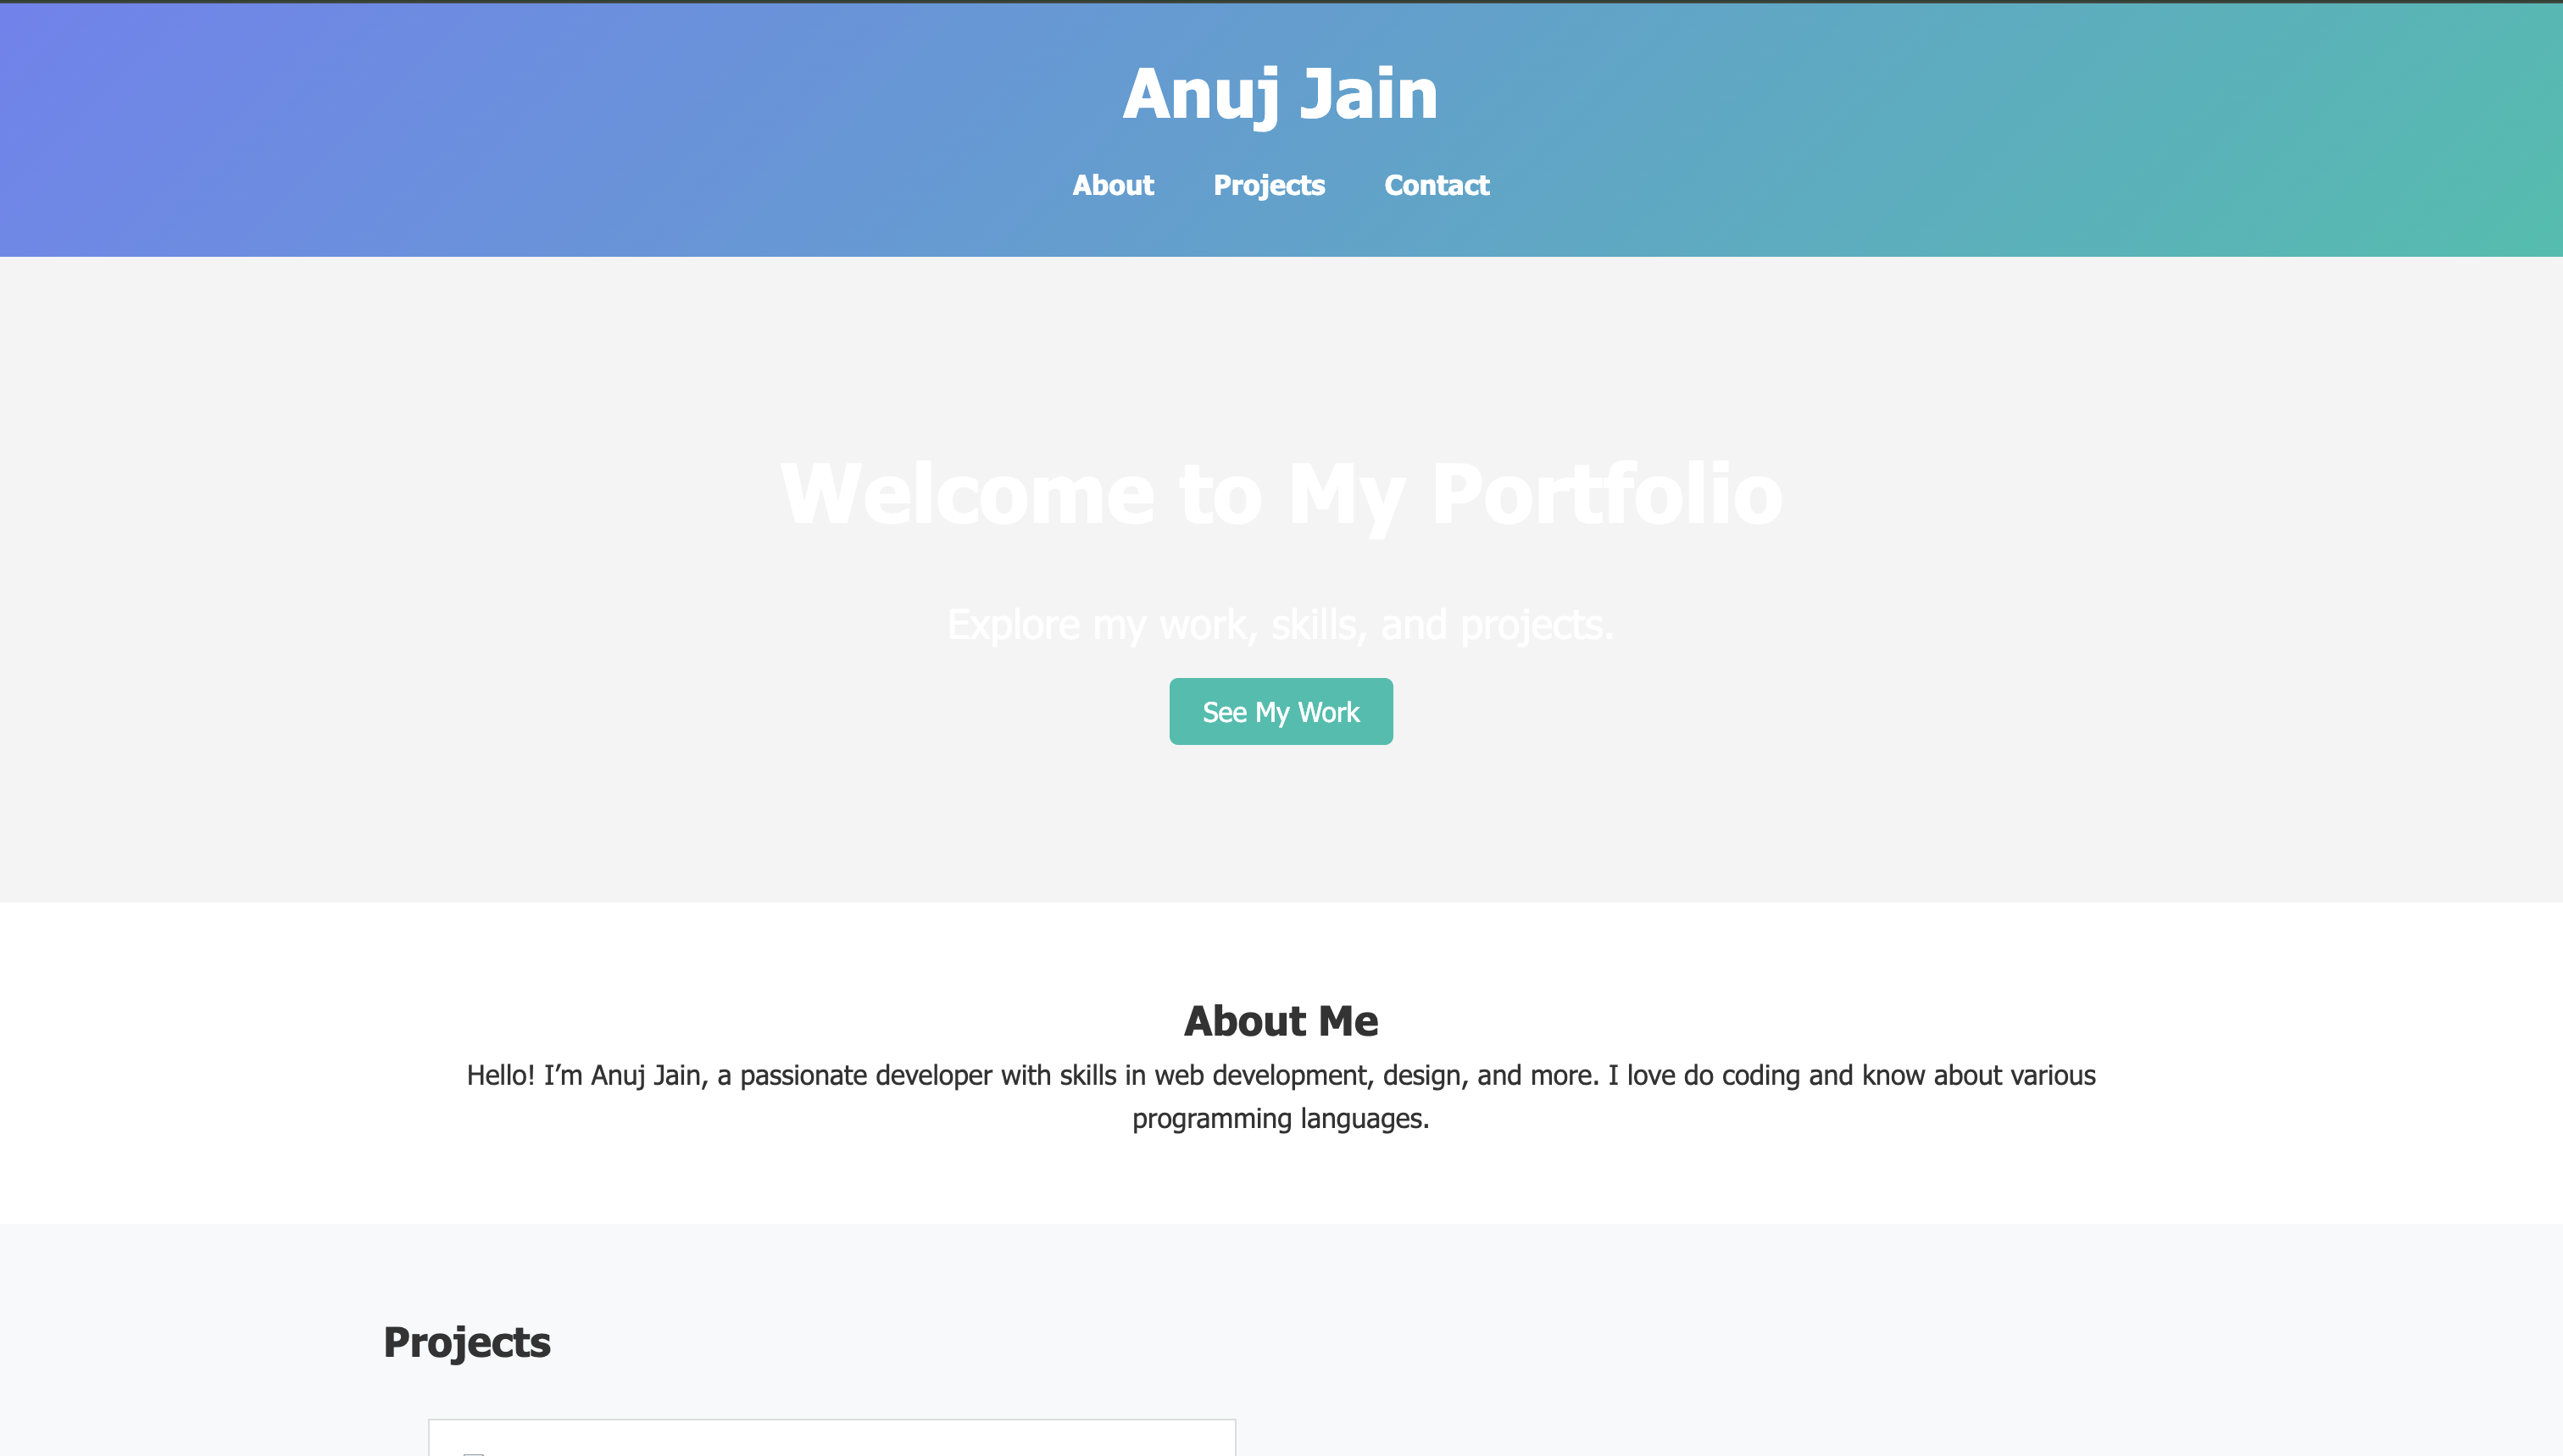 Anuj Jain
About Projects Contact
Welcome to My Portfolio
Explore my work, skills, and projects.
See My Work
About Me
Hello! I’m Anuj Jain, a passionate developer with skills in web development, design, and more. I love do coding and know about various
programming languages.
Projects